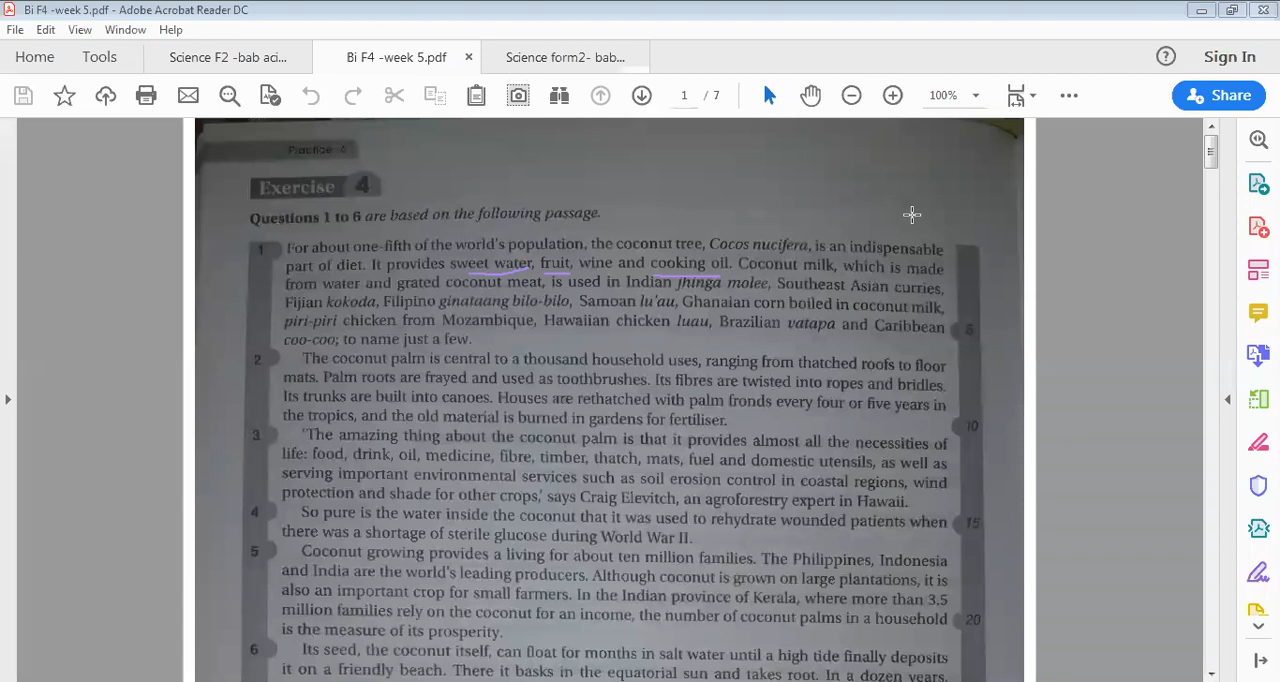 Bi F4 -week 5.pdf - Adobe Acrobat Reader DC
File Edit View Window Help
Home Tools Science F2 -bab aci... Bi F4 -week 5.pdf × Science form2- bab... Sign In
1 / 7 100% Share
Practice 6
Exercise 4
Questions 1 to 6 are based on the following passage.
1 For about one-fifth of the world's population, the coconut tree, Cocos nucifera, is an indispensable
part of diet. It provides sweet water, fruit, wine and cooking oil. Coconut milk, which is made
from water and grated coconut meat, is used in Indian jhinga molee, Southeast Asian curries,
Fijian kokoda, Filipino ginataang bilo-bilo, Samoan lu'au, Ghanaian corn boiled in coconut milk,
piri-piri chicken from Mozambique, Hawaiian chicken luau, Brazilian vatapa and Caribbean 5
coo-coo; to name just a few.
2 The coconut palm is central to a thousand household uses, ranging from thatched roofs to floor
mats. Palm roots are frayed and used as toothbrushes. Its fibres are twisted into ropes and bridles.
Its trunks are built into canoes. Houses are rethatched with palm fronds every four or five years in
the tropics, and the old material is burned in gardens for fertiliser. 10
3 'The amazing thing about the coconut palm is that it provides almost all the necessities of
life: food, drink, oil, medicine, fibre, timber, thatch, mats, fuel and domestic utensils, as well as
serving important environmental services such as soil erosion control in coastal regions, wind
protection and shade for other crops,' says Craig Elevitch, an agroforestry expert in Hawaii.
4 So pure is the water inside the coconut that it was used to rehydrate wounded patients when 15
there was a shortage of sterile glucose during World War II.
5 Coconut growing provides a living for about ten million families. The Philippines, Indonesia
and India are the world's leading producers. Although coconut is grown on large plantations, it is
also an important crop for small farmers. In the Indian province of Kerala, where more than 3.5
million families rely on the coconut for an income, the number of coconut palms in a household 20
is the measure of its prosperity.
6 Its seed, the coconut itself, can float for months in salt water until a high tide finally deposits
it on a friendly beach. There it basks in the equatorial sun and takes root. In a dozen years,